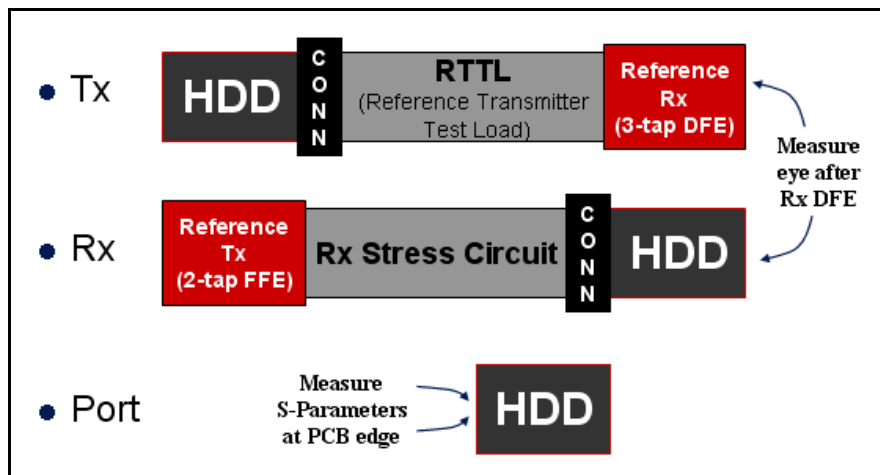 Tx
HDD
C
O
N
N
RTTL
(Reference Transmitter
Test Load)
Reference
Rx
(3-tap DFE)
Measure
eye after
Rx DFE
Rx
Reference
Tx
(2-tap FFE)
Rx Stress Circuit
C
O
N
N
HDD
Port
Measure
S-Parameters
at PCB edge
HDD